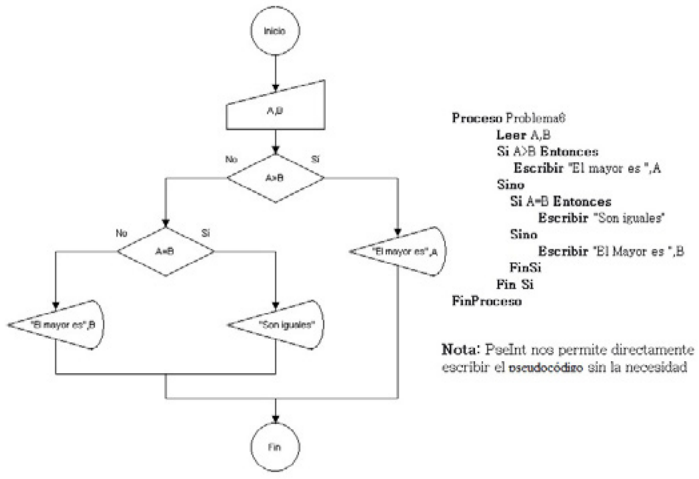 Inicio
A,B
No
Si
A>B
No
Si
A=B
"El mayor es",A
"El mayor es",B
"Son iguales"
Fin
Proceso Problema6
Leer A,B
Si A>B Entonces
Escribir "El mayor es ",A
Sino
Si A=B Entonces
Escribir "Son iguales"
Sino
Escribir "El Mayor es ",B
FinSi
Fin Si
FinProceso
Nota: PseInt nos permite directamente
escribir el pseudocódigo sin la necesidad